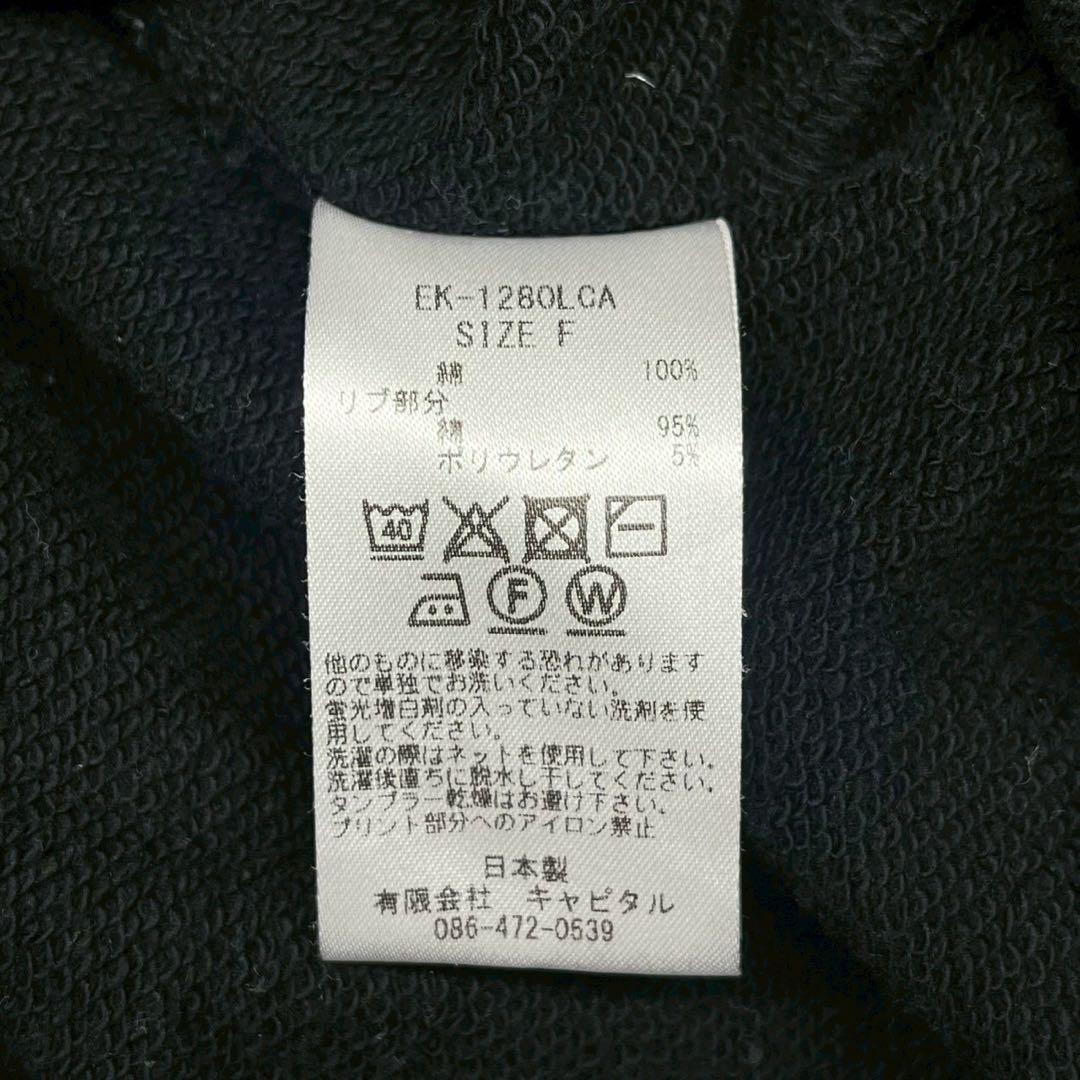 EK-1280LCA
SIZE F
綿 100%
リブ部分
綿 95%
ポリウレタン 5%
40
F W
他のものに移染する恐れがあります
ので単独でお洗いください。
蛍光増白剤の入っていない洗剤を使
用してください。
洗濯の際はネットを使用して下さい。
洗濯後直ちに脱水し干してください。
タンブラー乾燥はお避け下さい。
プリント部分へのアイロン禁止
日本製
有限会社 キャピタル
086-472-0539